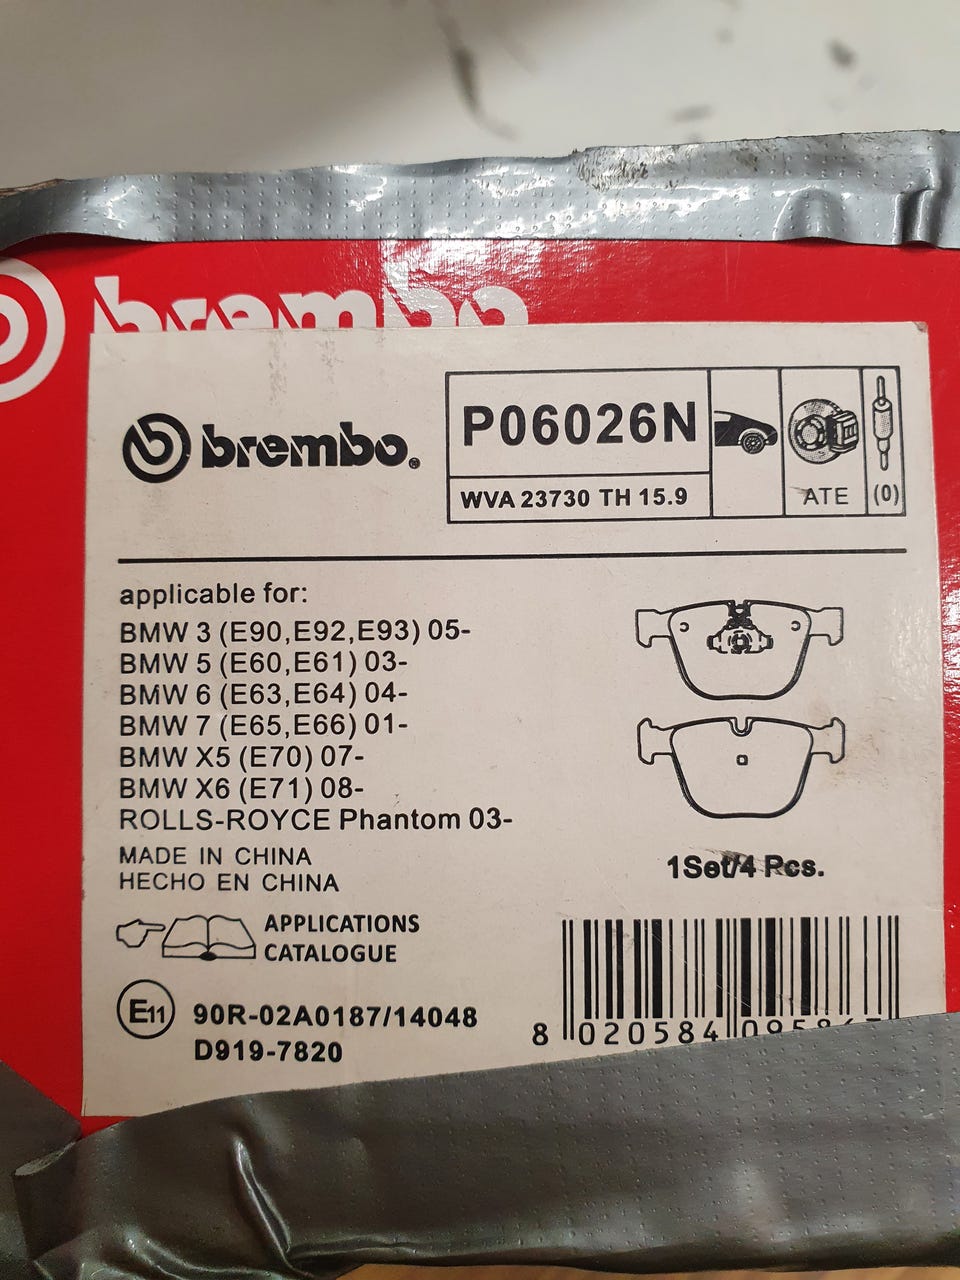 brembo
brembo®
P06026N
WVA 23730 TH 15.9
ATE
(0)
applicable for:
BMW 3 (E90,E92,E93) 05-
BMW 5 (E60,E61) 03-
BMW 6 (E63,E64) 04-
BMW 7 (E65,E66) 01-
BMW X5 (E70) 07-
BMW X6 (E71) 08-
ROLLS-ROYCE Phantom 03-
MADE IN CHINA
HECHO EN CHINA
1Set/4 Pcs.
APPLICATIONS
CATALOGUE
E11
90R-02A0187/14048
D919-7820
8 020584